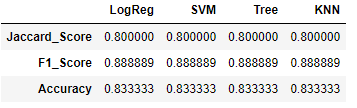 LogReg SVM Tree KNN
Jaccard_Score 0.800000 0.800000 0.800000 0.800000
F1_Score 0.888889 0.888889 0.888889 0.888889
Accuracy 0.833333 0.833333 0.833333 0.833333